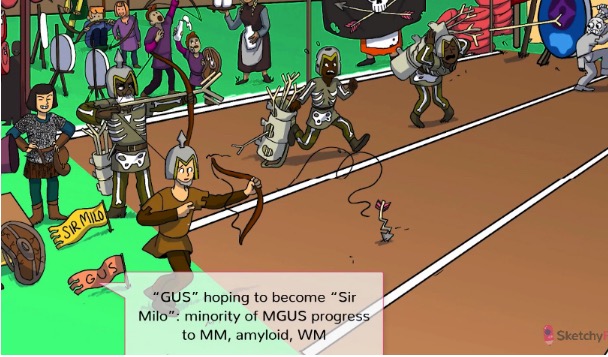 SIR MILO
GUS
"GUS" hoping to become "Sir
Milo": minority of MGUS progress
to MM, amyloid, WM
Sketchy